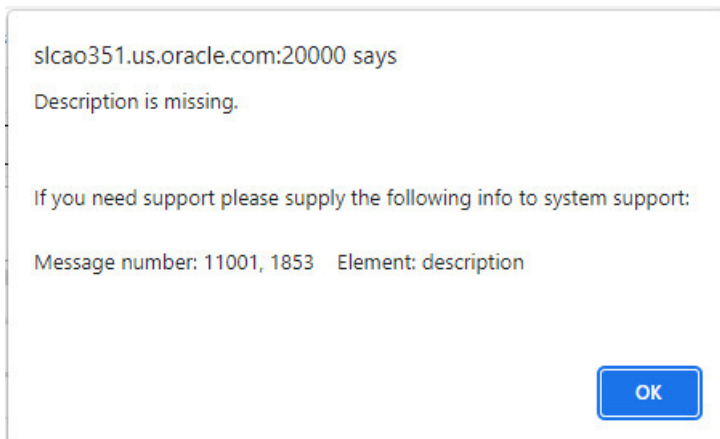 slcao351.us.oracle.com:20000 says
Description is missing.
If you need support please supply the following info to system support:
Message number: 11001, 1853    Element: description
OK